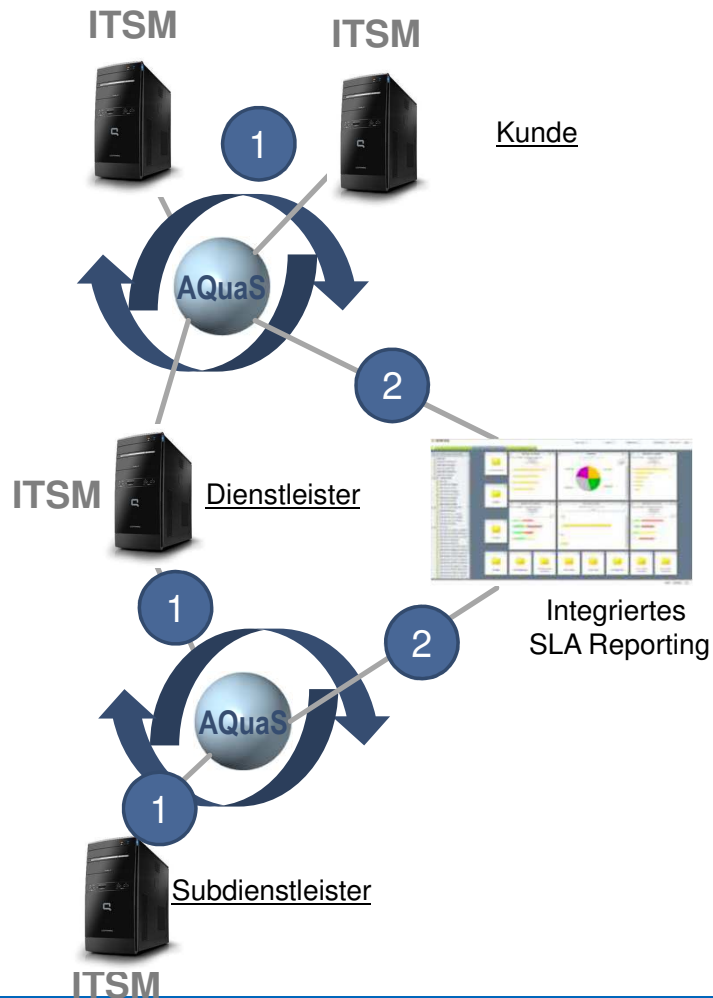 ITSM
ITSM
1
Kunde
AQuaS
2
ITSM
Dienstleister
Integriertes
SLA Reporting
1
2
AQuaS
1
Subdienstleister
ITSM